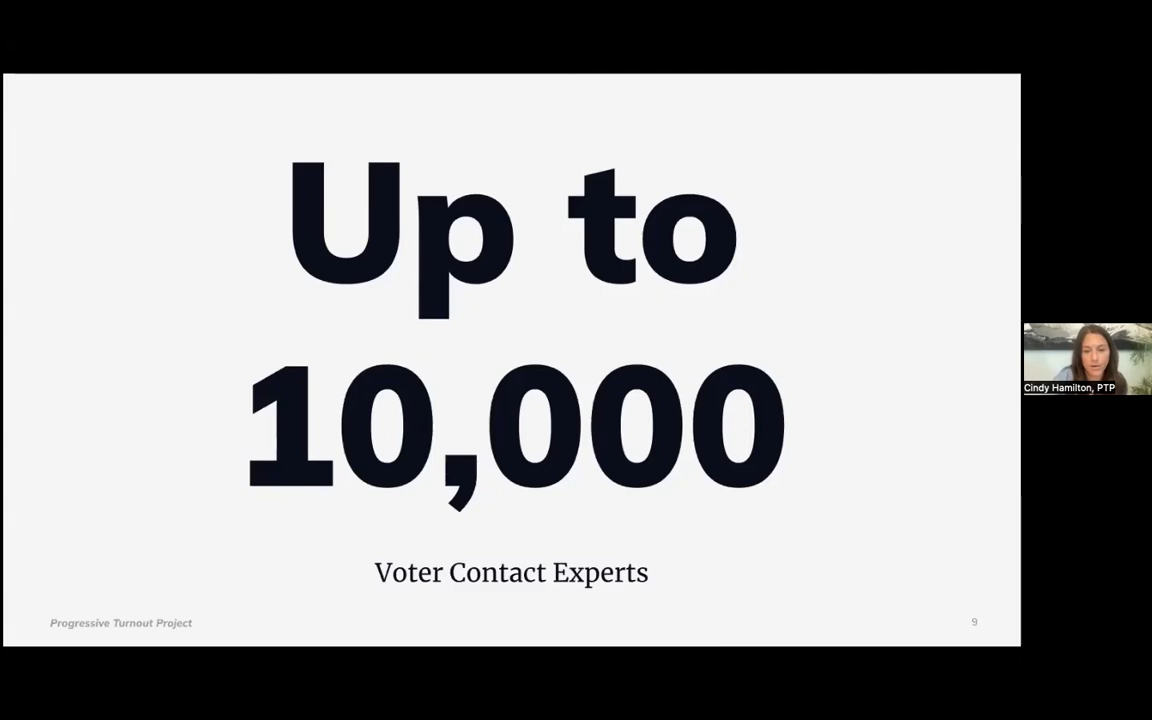 Up to
10,000
Voter Contact Experts
Progressive Turnout Project
9
Cindy Hamilton, PTP